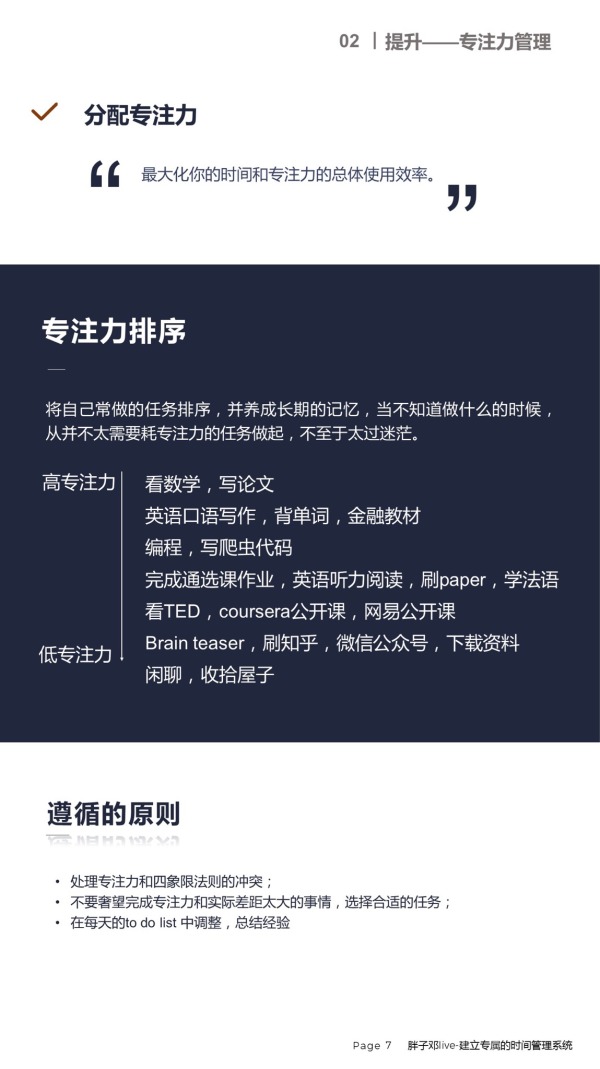 02 ｜提升——专注力管理
分配专注力
“ 最大化你的时间和专注力的总体使用效率。 ”
专注力排序
将自己常做的任务排序，并养成长期的记忆，当不知道做什么的时候，
从并不太需要耗专注力的任务做起，不至于太过迷茫。
高专注力
看数学，写论文
英语口语写作，背单词，金融教材
编程，写爬虫代码
完成通选课作业，英语听力阅读，刷paper，学法语
看TED，coursera公开课，网易公开课
Brain teaser，刷知乎，微信公众号，下载资料
低专注力
闲聊，收拾屋子
遵循的原则
• 处理专注力和四象限法则的冲突；
• 不要奢望完成专注力和实际差距太大的事情，选择合适的任务；
• 在每天的to do list 中调整，总结经验
Page 7 胖子邓live-建立专属的时间管理系统